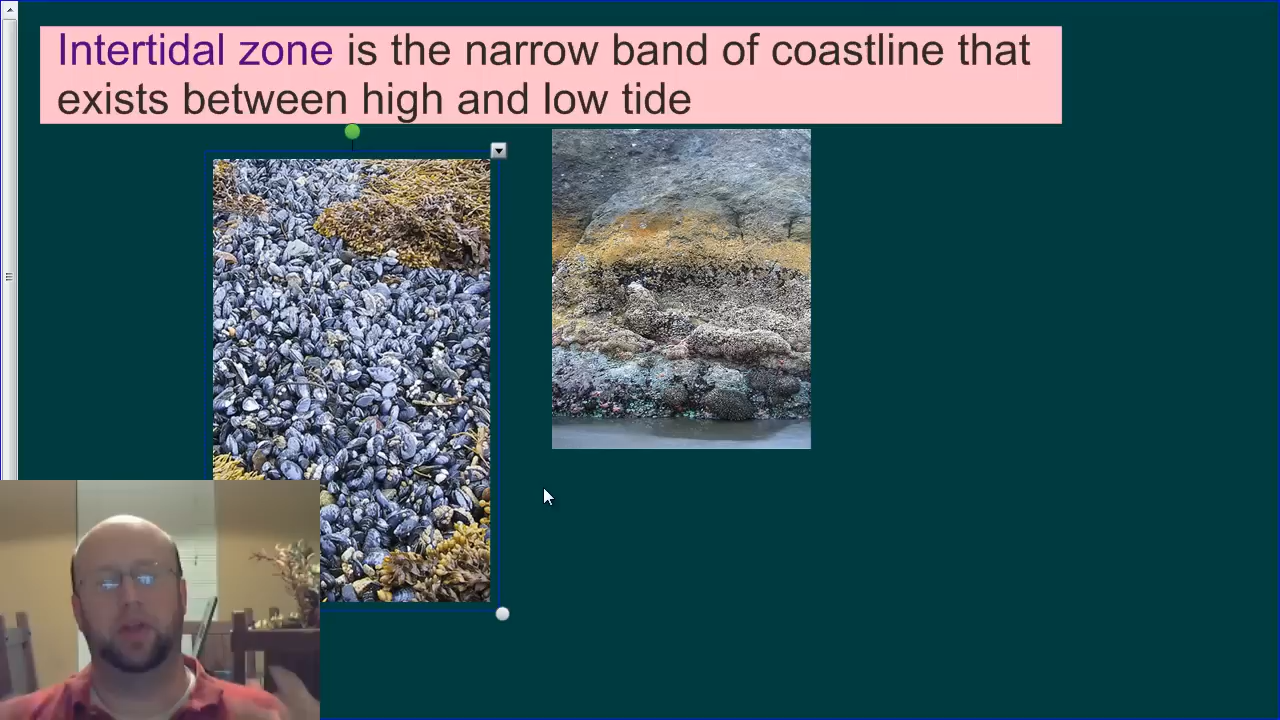 Intertidal zone is the narrow band of coastline that
exists between high and low tide